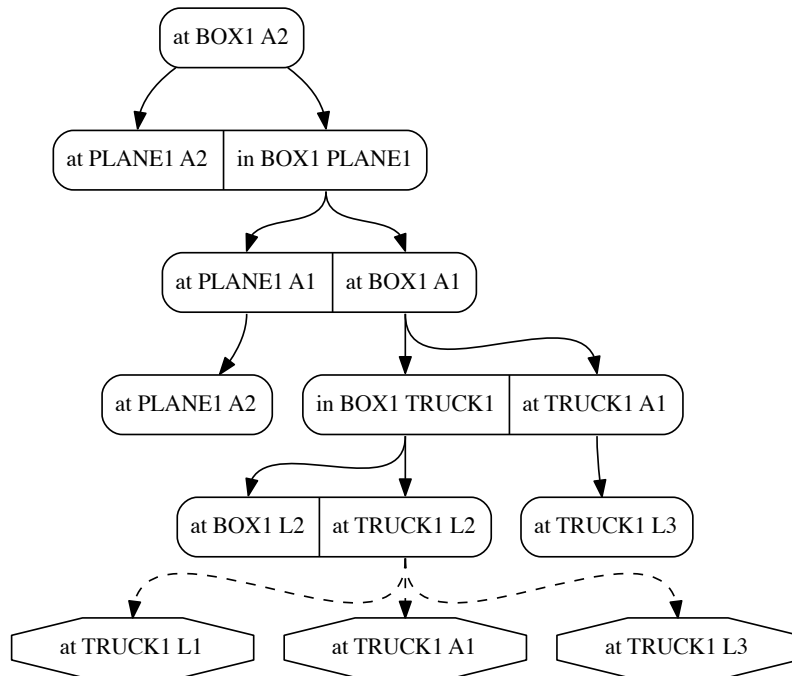 at BOX1 A2
at PLANE1 A2 in BOX1 PLANE1
at PLANE1 A1 at BOX1 A1
at PLANE1 A2 in BOX1 TRUCK1 at TRUCK1 A1
at BOX1 L2 at TRUCK1 L2 at TRUCK1 L3
at TRUCK1 L1 at TRUCK1 A1 at TRUCK1 L3